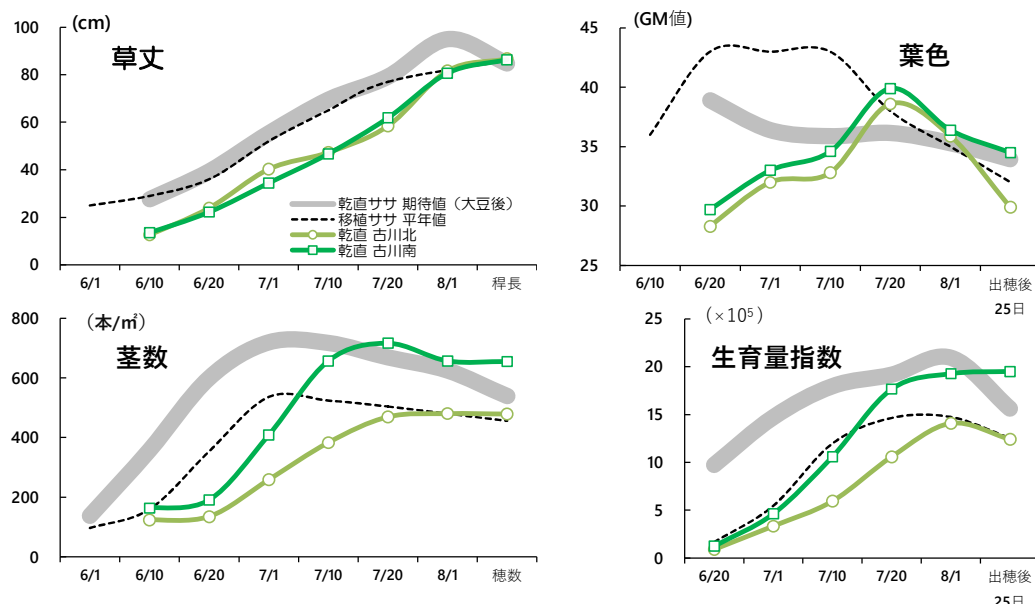 (cm)
草丈
100
80
60
40
20
0
6/1 6/10 6/20 7/1 7/10 7/20 8/1 稈長
乾直ササ 期待値（大豆後）
移植ササ 平年値
乾直 古川北
乾直 古川南
(GM値)
葉色
45
40
35
30
25
6/10 6/20 7/1 7/10 7/20 8/1 出穂後
25日
（本/㎡）
茎数
800
600
400
200
0
6/1 6/10 6/20 7/1 7/10 7/20 8/1 穂数
（×10⁵）
生育量指数
25
20
15
10
5
0
6/20 7/1 7/10 7/20 8/1 出穂後
25日